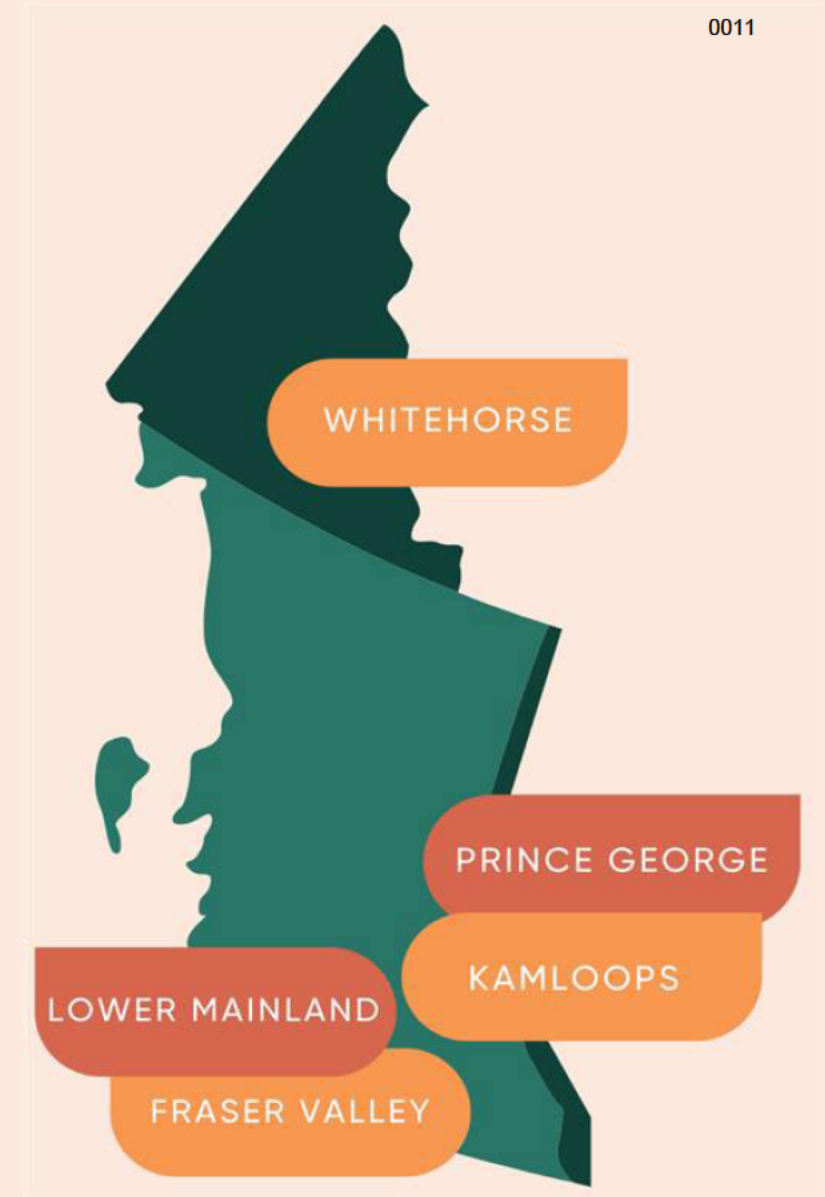 0011
WHITEHORSE
PRINCE GEORGE
KAMLOOPS
LOWER MAINLAND
FRASER VALLEY